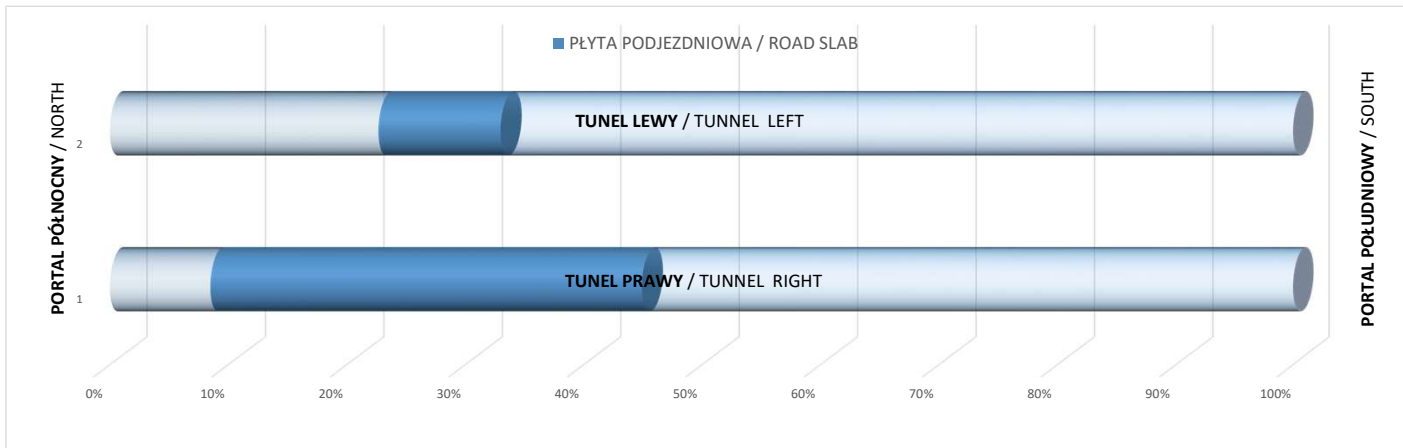 PŁYTA PODJEZDNIOWA / ROAD SLAB
PORTAL PÓŁNOCNY / NORTH
2
TUNEL LEWY / TUNNEL LEFT
1
TUNEL PRAWY / TUNNEL RIGHT
PORTAL POŁUDNIOWY / SOUTH
0% 10% 20% 30% 40% 50% 60% 70% 80% 90% 100%